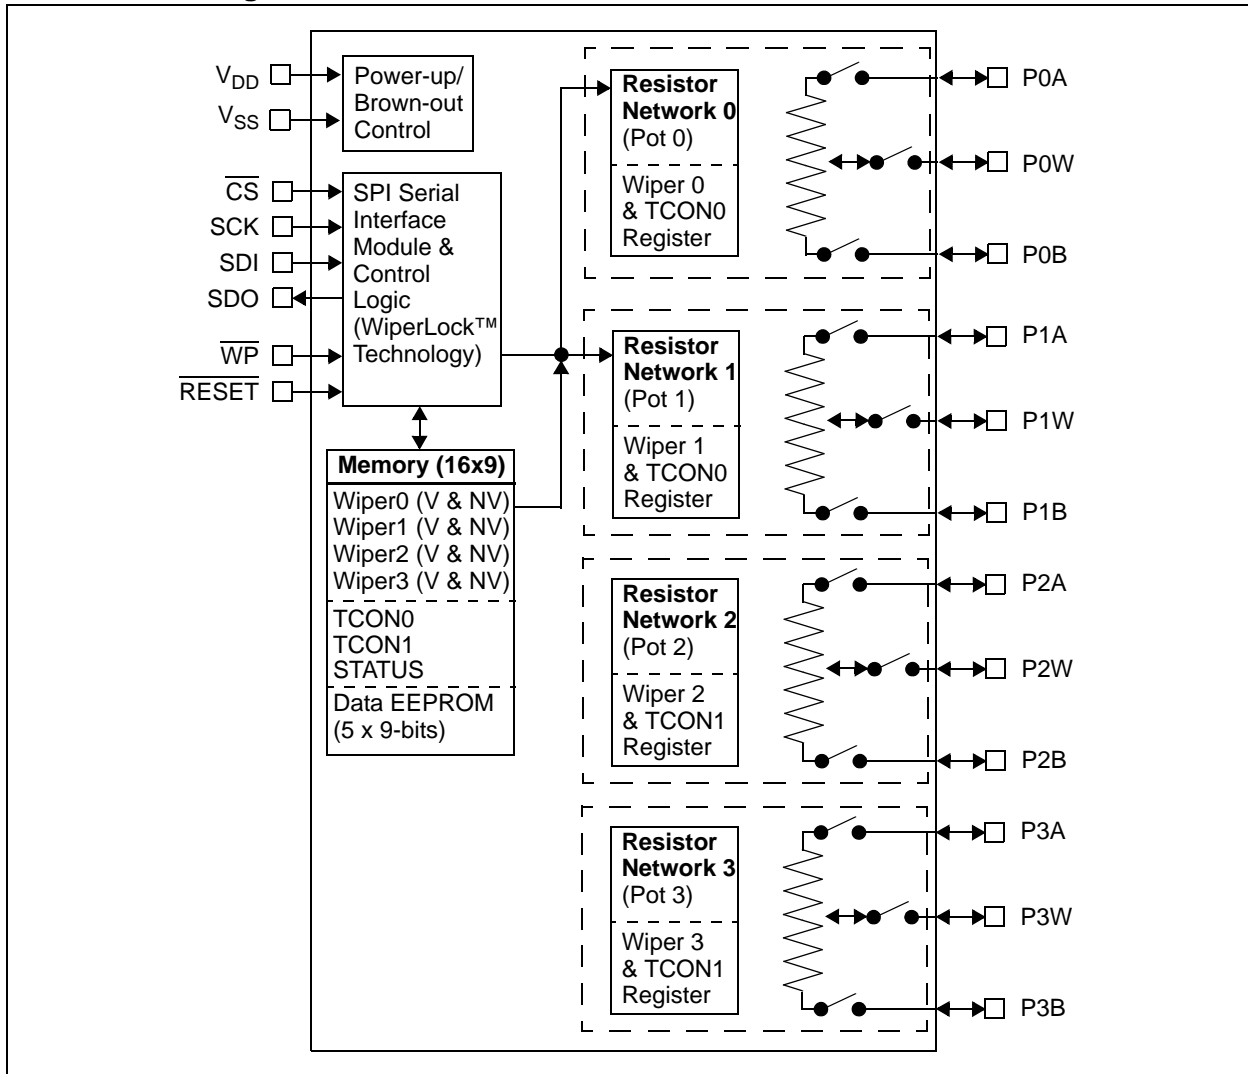 V_DD
V_SS
Power-up/
Brown-out
Control
CS
SCK
SDI
SDO
WP
RESET
SPI Serial
Interface
Module &
Control
Logic
(WiperLock™
Technology)
Memory (16x9)
Wiper0 (V & NV)
Wiper1 (V & NV)
Wiper2 (V & NV)
Wiper3 (V & NV)
TCON0
TCON1
STATUS
Data EEPROM
(5 x 9-bits)
Resistor
Network 0
(Pot 0)
Wiper 0
& TCON0
Register
P0A
P0W
P0B
Resistor
Network 1
(Pot 1)
Wiper 1
& TCON0
Register
P1A
P1W
P1B
Resistor
Network 2
(Pot 2)
Wiper 2
& TCON1
Register
P2A
P2W
P2B
Resistor
Network 3
(Pot 3)
Wiper 3
& TCON1
Register
P3A
P3W
P3B